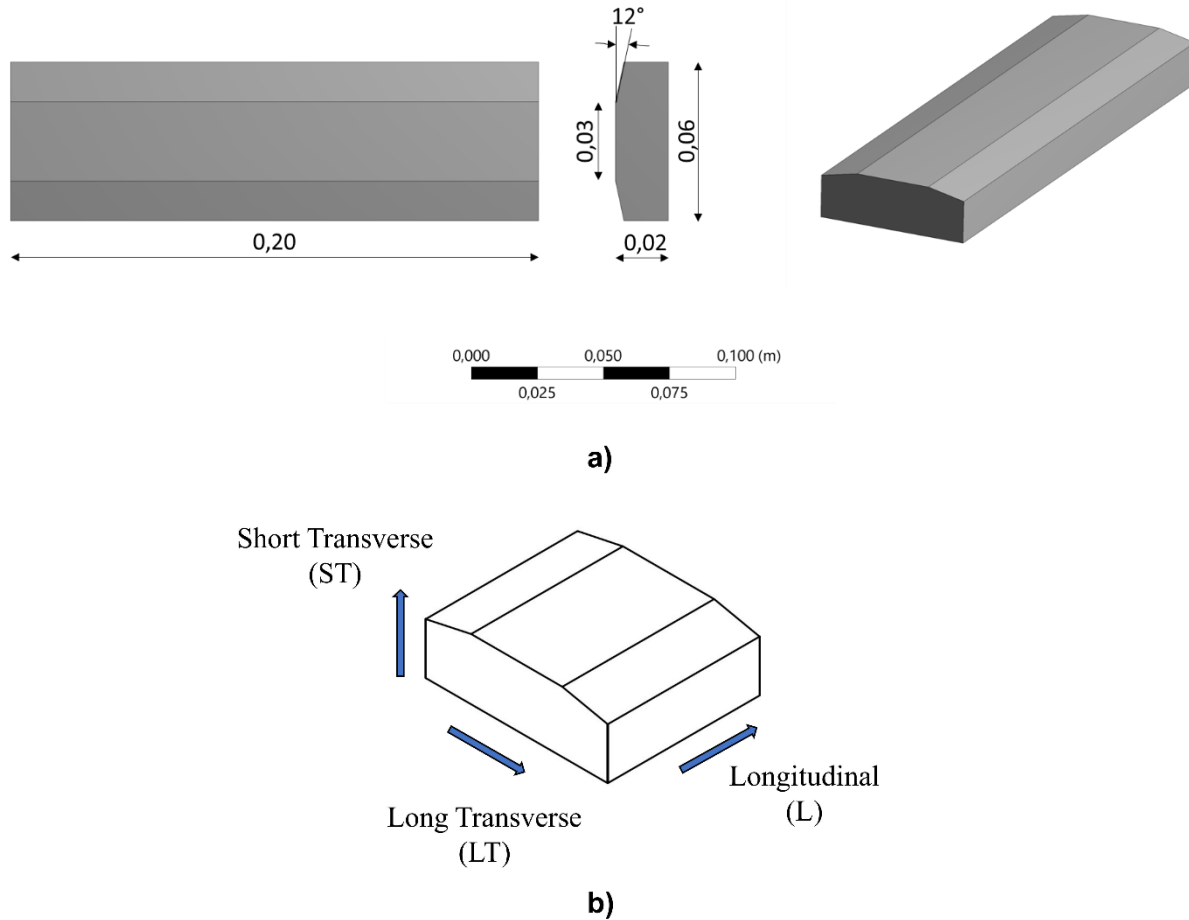 12°
0,03
0,06
0,20
0,02
0,000
0,050
0,100 (m)
0,025
0,075
a)
Short Transverse
(ST)
Long Transverse
(LT)
Longitudinal
(L)
b)